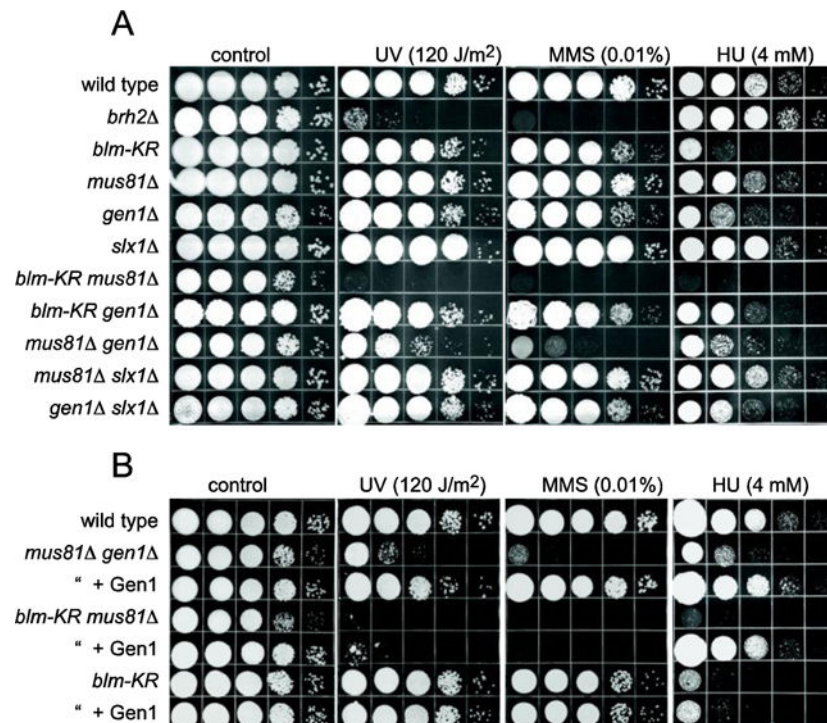 A
control UV (120 J/m²) MMS (0.01%) HU (4 mM)
wild type
brh2Δ
blm-KR
mus81Δ
gen1Δ
slx1Δ
blm-KR mus81Δ
blm-KR gen1Δ
mus81Δ gen1Δ
mus81Δ slx1Δ
gen1Δ slx1Δ
B
control UV (120 J/m²) MMS (0.01%) HU (4 mM)
wild type
mus81Δ gen1Δ
“ + Gen1
blm-KR mus81Δ
“ + Gen1
blm-KR
“ + Gen1